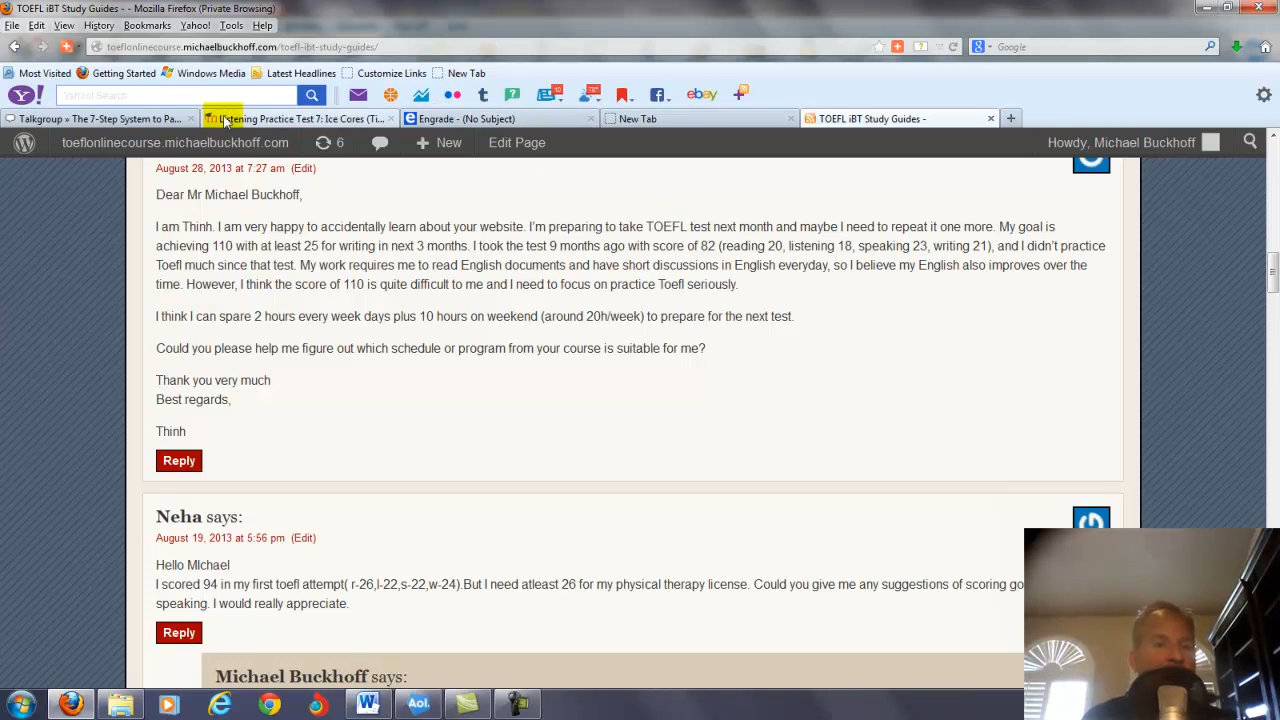 TOEFL iBT Study Guides - - Mozilla Firefox (Private Browsing)
File Edit View History Bookmarks Yahoo! Tools Help
toeflonlinecourse.michaelbuckhoff.com/toefl-ibt-study-guides/
Google
Most Visited Getting Started Windows Media Latest Headlines Customize Links New Tab
Y! Yahoo! Search ebay
Talkgroup » The 7-Step System to Pa... Listening Practice Test 7: Ice Cores (Ti... Engrade - (No Subject) New Tab TOEFL iBT Study Guides -
toeflonlinecourse.michaelbuckhoff.com 6 New Edit Page Howdy, Michael Buckhoff
August 28, 2013 at 7:27 am (Edit)
Dear Mr Michael Buckhoff,
I am Thinh. I am very happy to accidentally learn about your website. I'm preparing to take TOEFL test next month and maybe I need to repeat it one more. My goal is
achieving 110 with at least 25 for writing in next 3 months. I took the test 9 months ago with score of 82 (reading 20, listening 18, speaking 23, writing 21), and I didn't practice
Toefl much since that test. My work requires me to read English documents and have short discussions in English everyday, so I believe my English also improves over the
time. However, I think the score of 110 is quite difficult to me and I need to focus on practice Toefl seriously.
I think I can spare 2 hours every week days plus 10 hours on weekend (around 20h/week) to prepare for the next test.
Could you please help me figure out which schedule or program from your course is suitable for me?
Thank you very much
Best regards,
Thinh
Reply
Neha says:
August 19, 2013 at 5:56 pm (Edit)
Hello MIchael
I scored 94 in my first toefl attempt( r-26,l-22,s-22,w-24).But I need atleast 26 for my physical therapy license. Could you give me any suggestions of scoring go
speaking. I would really appreciate.
Reply
Michael Buckhoff says:
Aol.